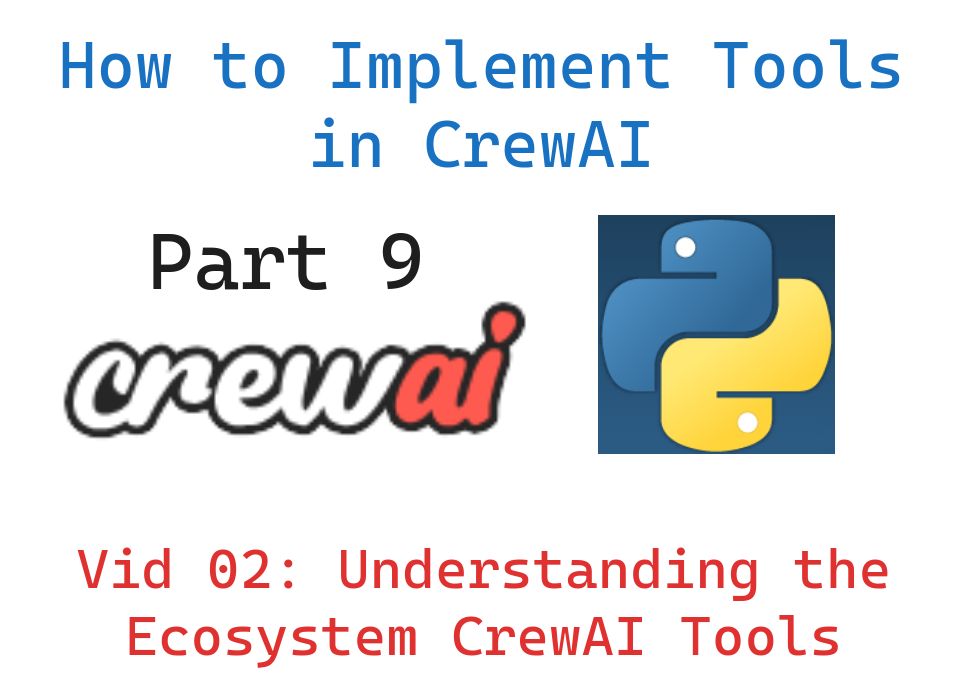 How to Implement Tools
in CrewAI
Part 9
crewai
Vid 02: Understanding the
Ecosystem CrewAI Tools